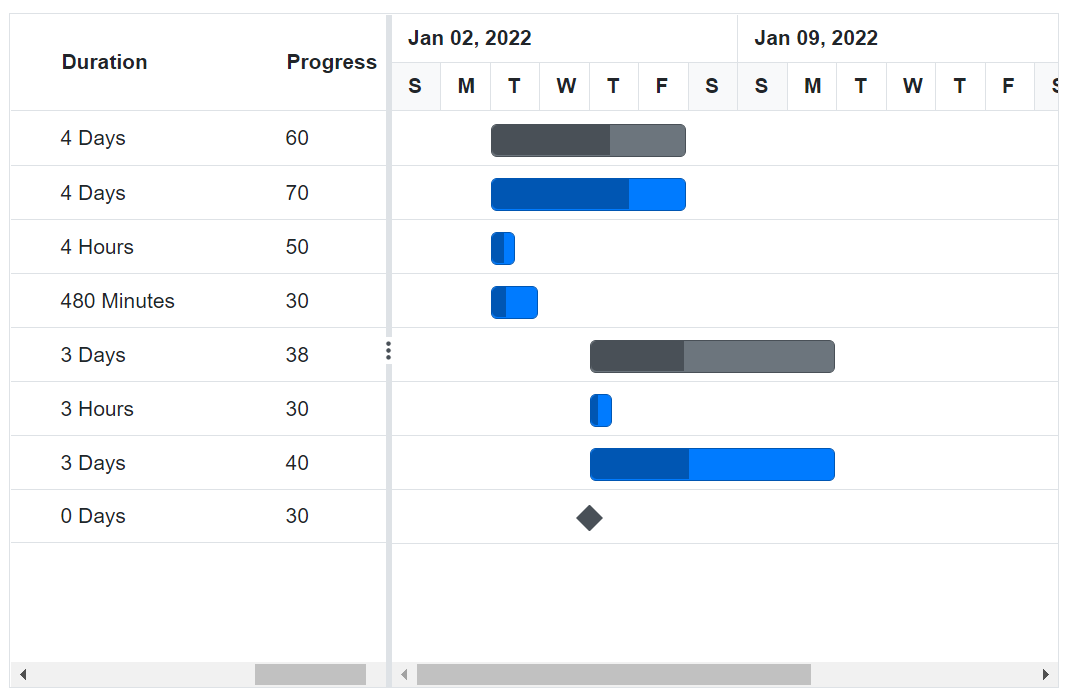 Duration Progress
Jan 02, 2022 Jan 09, 2022
S M T W T F S S M T W T F S
4 Days 60
4 Days 70
4 Hours 50
480 Minutes 30
3 Days 38
3 Hours 30
3 Days 40
0 Days 30